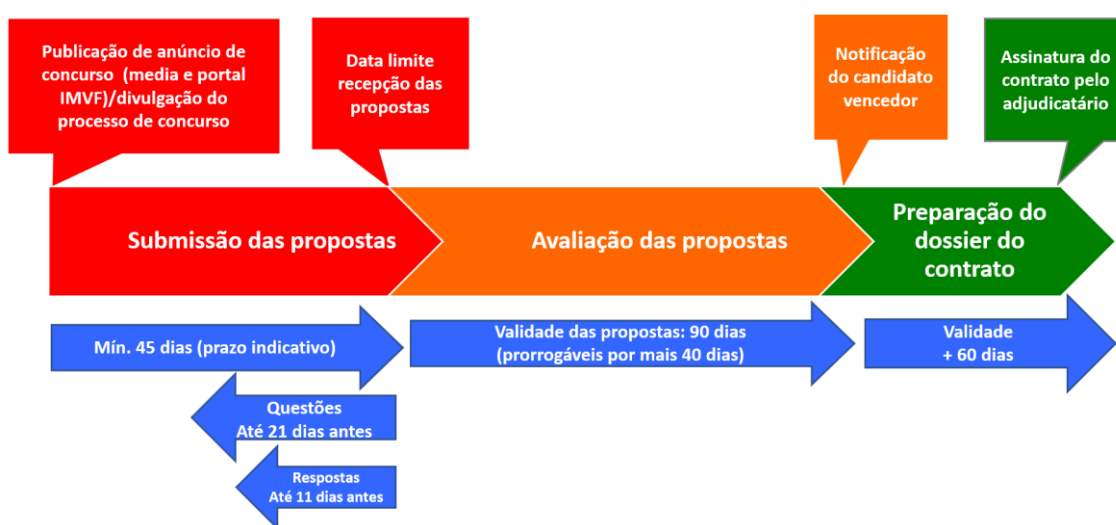 Publicação de anúncio de
concurso (media e portal
IMVF)/divulgação do
processo de concurso
Data limite
recepção das
propostas
Notificação
do candidato
vencedor
Assinatura do
contrato pelo
adjudicatário
Submissão das propostas
Avaliação das propostas
Preparação do
dossier do
contrato
Mín. 45 dias (prazo indicativo)
Validade das propostas: 90 dias
(prorrogáveis por mais 40 dias)
Validade
+ 60 dias
Questões
Até 21 dias antes
Respostas
Até 11 dias antes